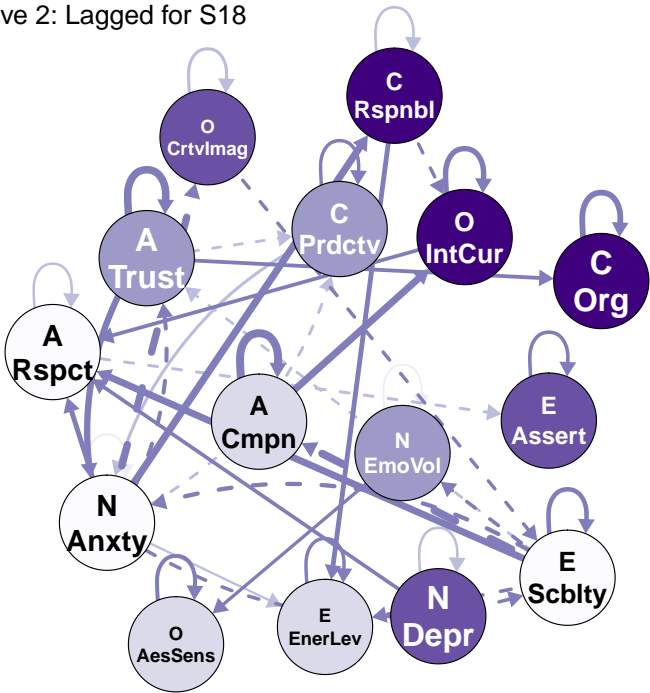 ve 2: Lagged for S18
C
Rspnbl
O
CrtvImag
C
Prdctv
O
IntCur
A
Trust
C
Org
A
Rspct
A
Cmpn
E
Assert
N
EmoVol
N
Anxty
E
Scblty
O
AesSens
E
EnerLev
N
Depr